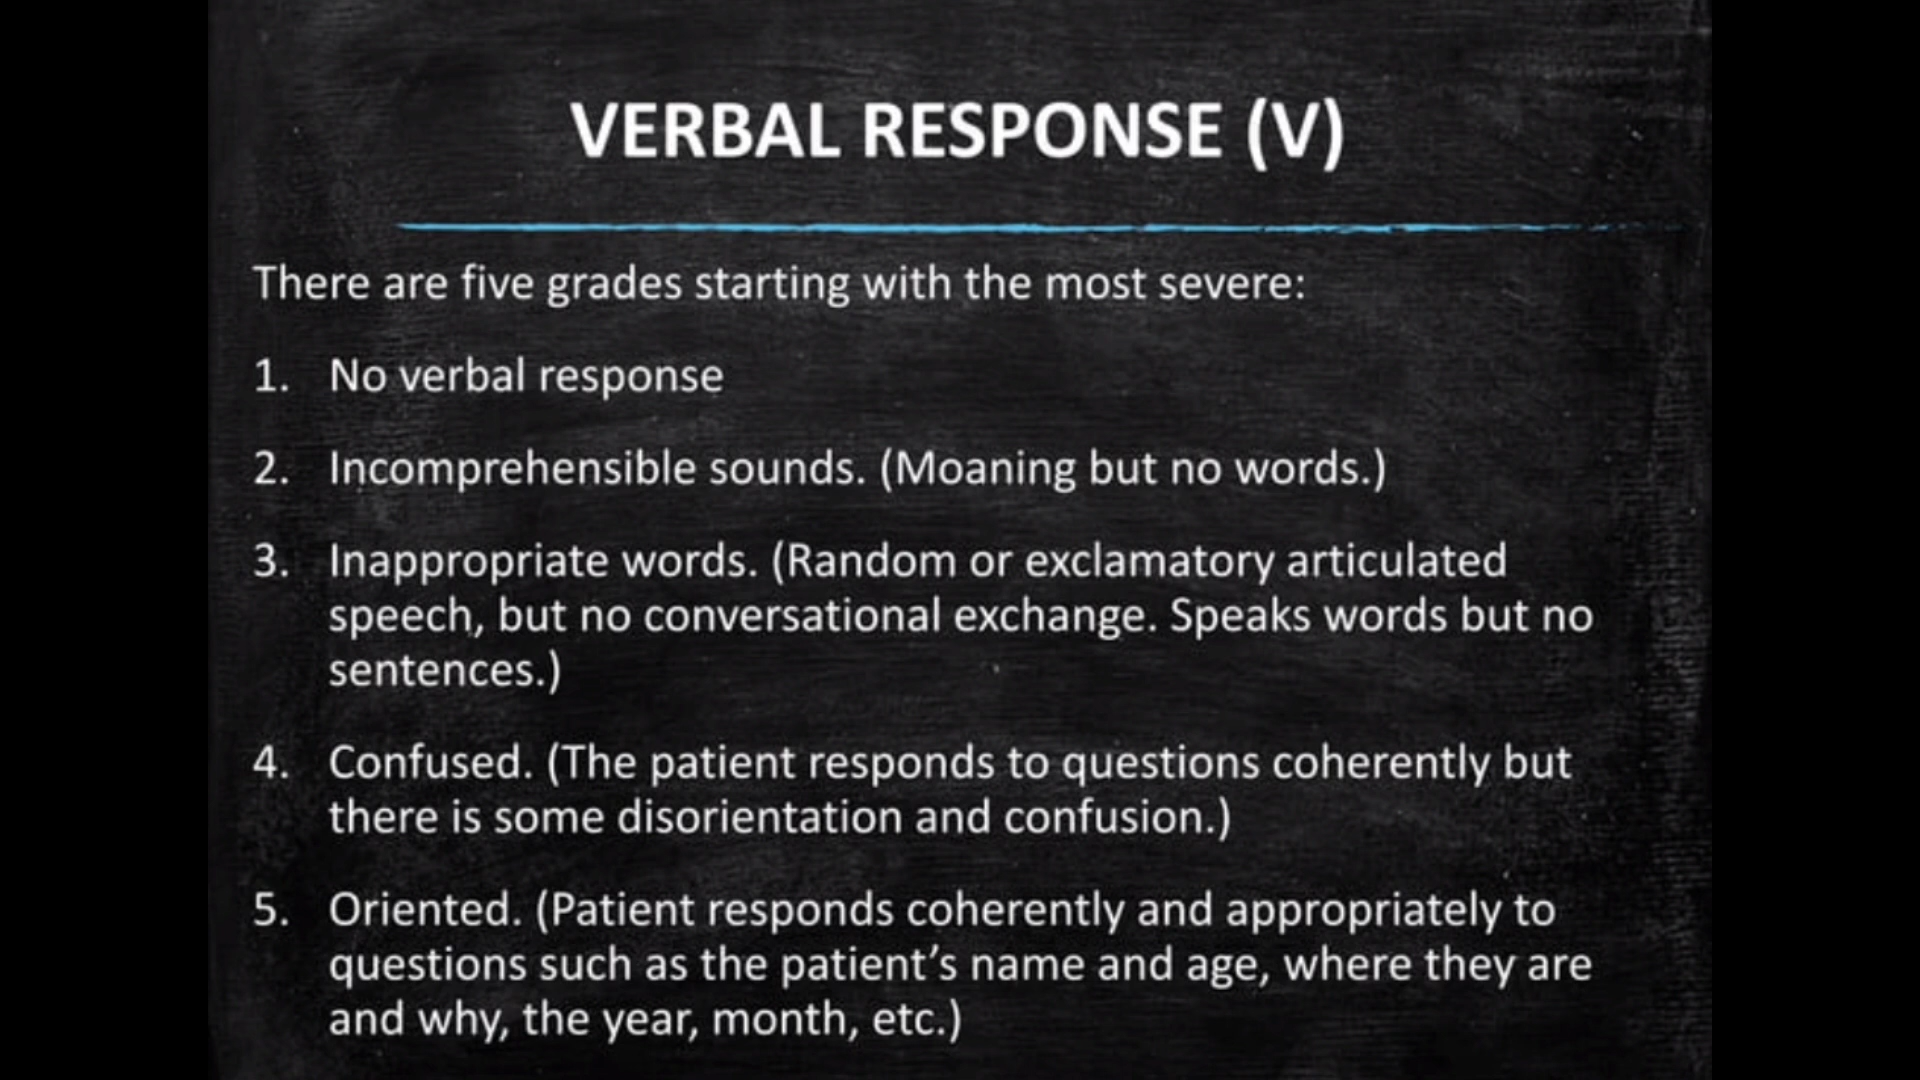 VERBAL RESPONSE (V)
There are five grades starting with the most severe:
1. No verbal response
2. Incomprehensible sounds. (Moaning but no words.)
3. Inappropriate words. (Random or exclamatory articulated
speech, but no conversational exchange. Speaks words but no
sentences.)
4. Confused. (The patient responds to questions coherently but
there is some disorientation and confusion.)
5. Oriented. (Patient responds coherently and appropriately to
questions such as the patient’s name and age, where they are
and why, the year, month, etc.)